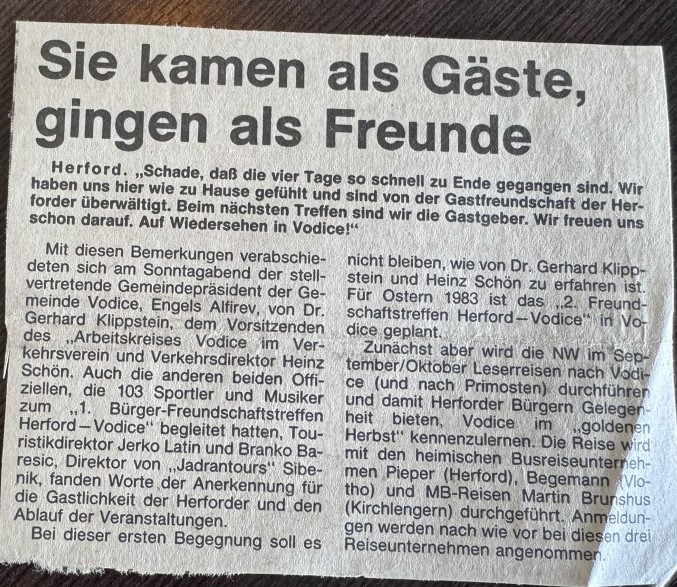 Sie kamen als Gäste,
gingen als Freunde
Herford. „Schade, daß die vier Tage so schnell zu Ende gegangen sind. Wir
haben uns hier wie zu Hause gefühlt und sind von der Gastfreundschaft der Her-
forder überwältigt. Beim nächsten Treffen sind wir die Gastgeber. Wir freuen uns
schon darauf. Auf Wiedersehen in Vodice!“
Mit diesen Bemerkungen verabschie-
deten sich am Sonntagabend der stell-
vertretende Gemeindepräsident der Ge-
meinde Vodice, Engels Alfirev, von Dr.
Gerhard Klippstein, dem Vorsitzenden
des „Arbeitskreises Vodice im Ver-
kehrsverein und Verkehrsdirektor Heinz
Schön. Auch die anderen beiden Offi-
ziellen, die 103 Sportler und Musiker
zum „1. Bürger-Freundschaftstreffen
Herford—Vodice“ begleitet hatten, Tou-
ristikdirektor Jerko Latin und Branko Ba-
resic, Direktor von „Jadrantours“ Sibe-
nik, fanden Worte der Anerkennung für
die Gastlichkeit der Herforder und den
Ablauf der Veranstaltungen.
Bei dieser ersten Begegnung soll es
nicht bleiben, wie von Dr. Gerhard Klipp-
stein und Heinz Schön zu erfahren ist.
Für Ostern 1983 ist das „2. Freund-
schaftstreffen Herford—Vodice“ in Vo-
dice geplant.
Zunächst aber wird die NW im Sep-
tember/Oktober Leserreisen nach Vodi-
ce (und nach Primosten) durchführen
und damit Herforder Bürgern Gelegen-
heit bieten, Vodice im „goldenen
Herbst“ kennenzulernen. Die Reise wird
mit den heimischen Busreiseunterneh-
men Pieper (Herford), Begemann (Vlo-
tho) und MB-Reisen Martin Brunshus
(Kirchlengern) durchgeführt. Anmeldun-
gen werden nach wie vor bei diesen drei
Reiseunternehmen angenommen.